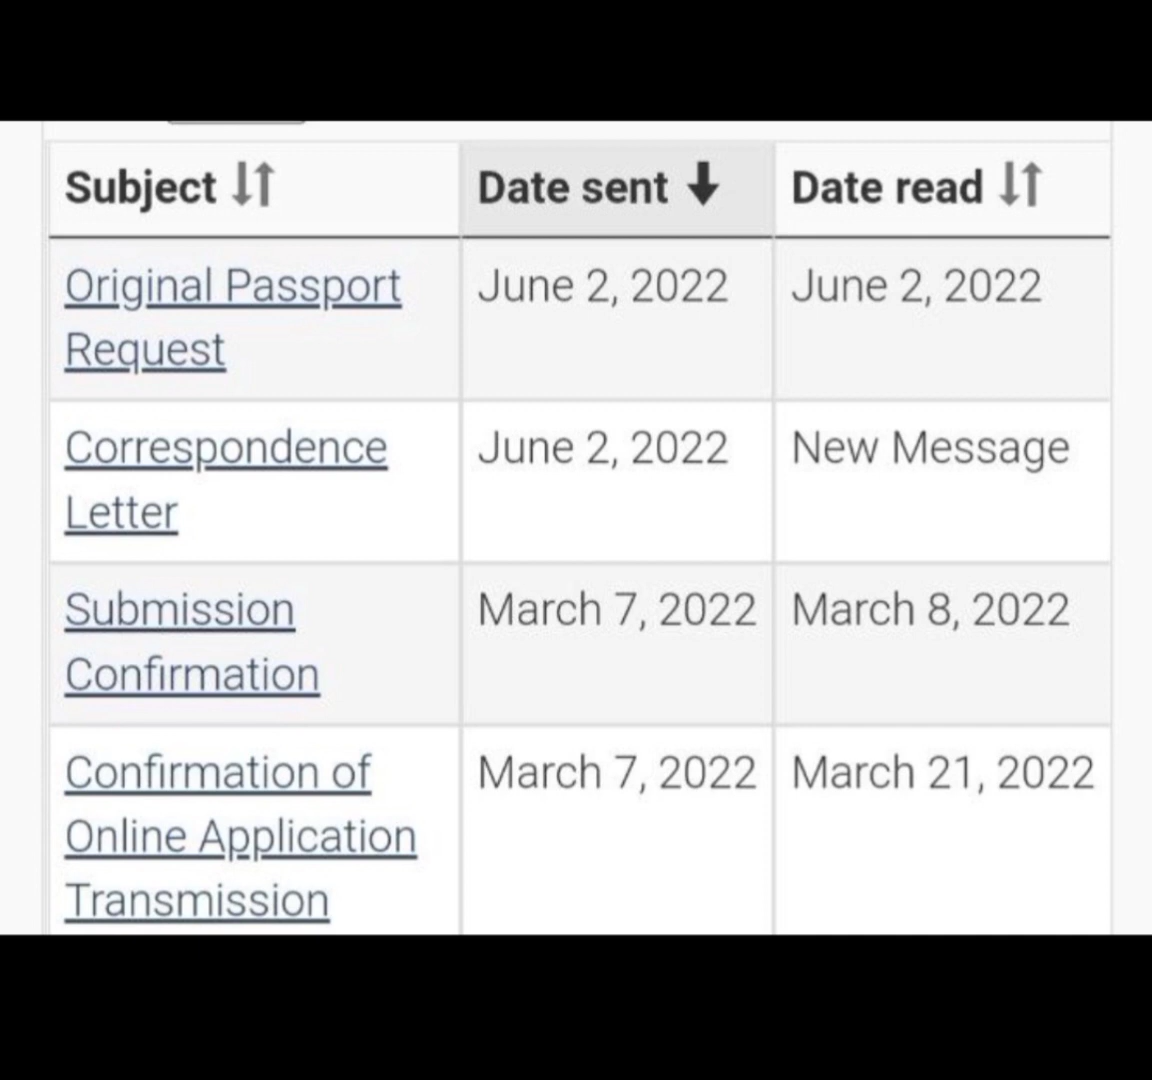 Subject Date sent Date read
Original Passport June 2, 2022 June 2, 2022
Request
Correspondence June 2, 2022 New Message
Letter
Submission March 7, 2022 March 8, 2022
Confirmation
Confirmation of March 7, 2022 March 21, 2022
Online Application
Transmission